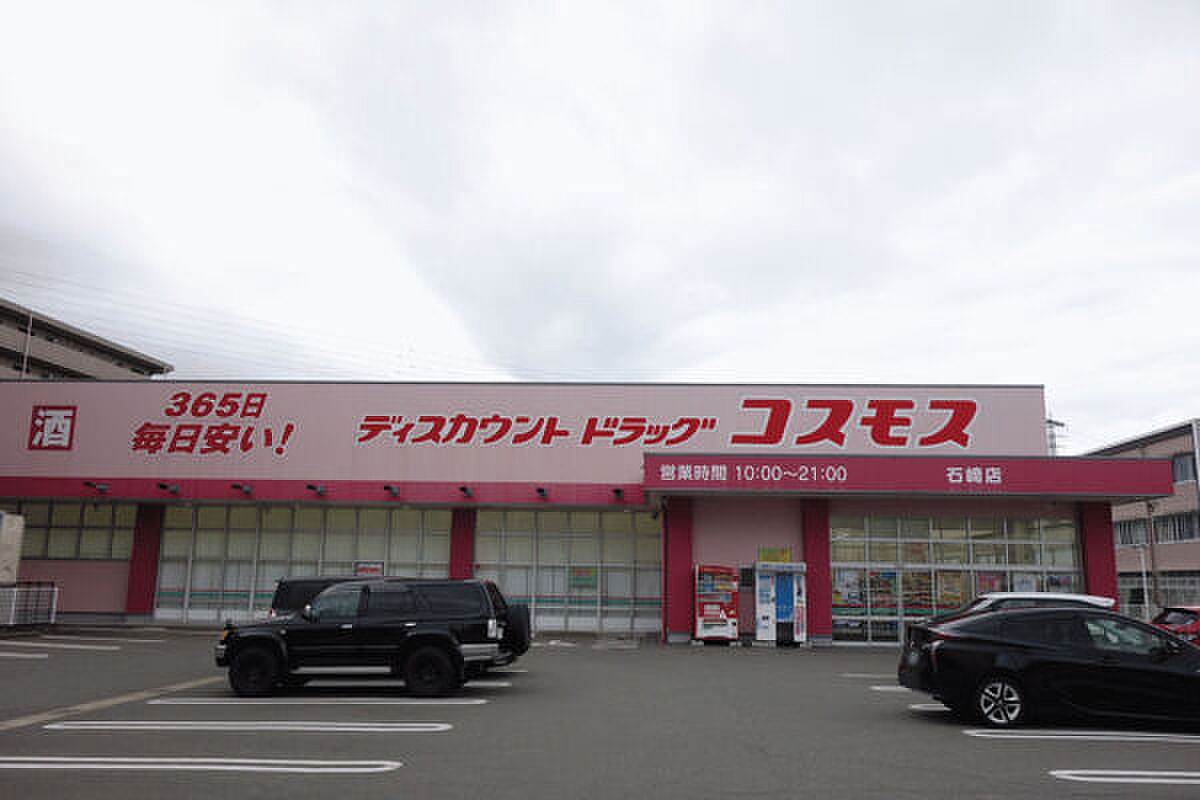 酒
365日
毎日安い!
ディスカウント ドラッグ コスモス
営業時間 10:00〜21:00 石﨑店